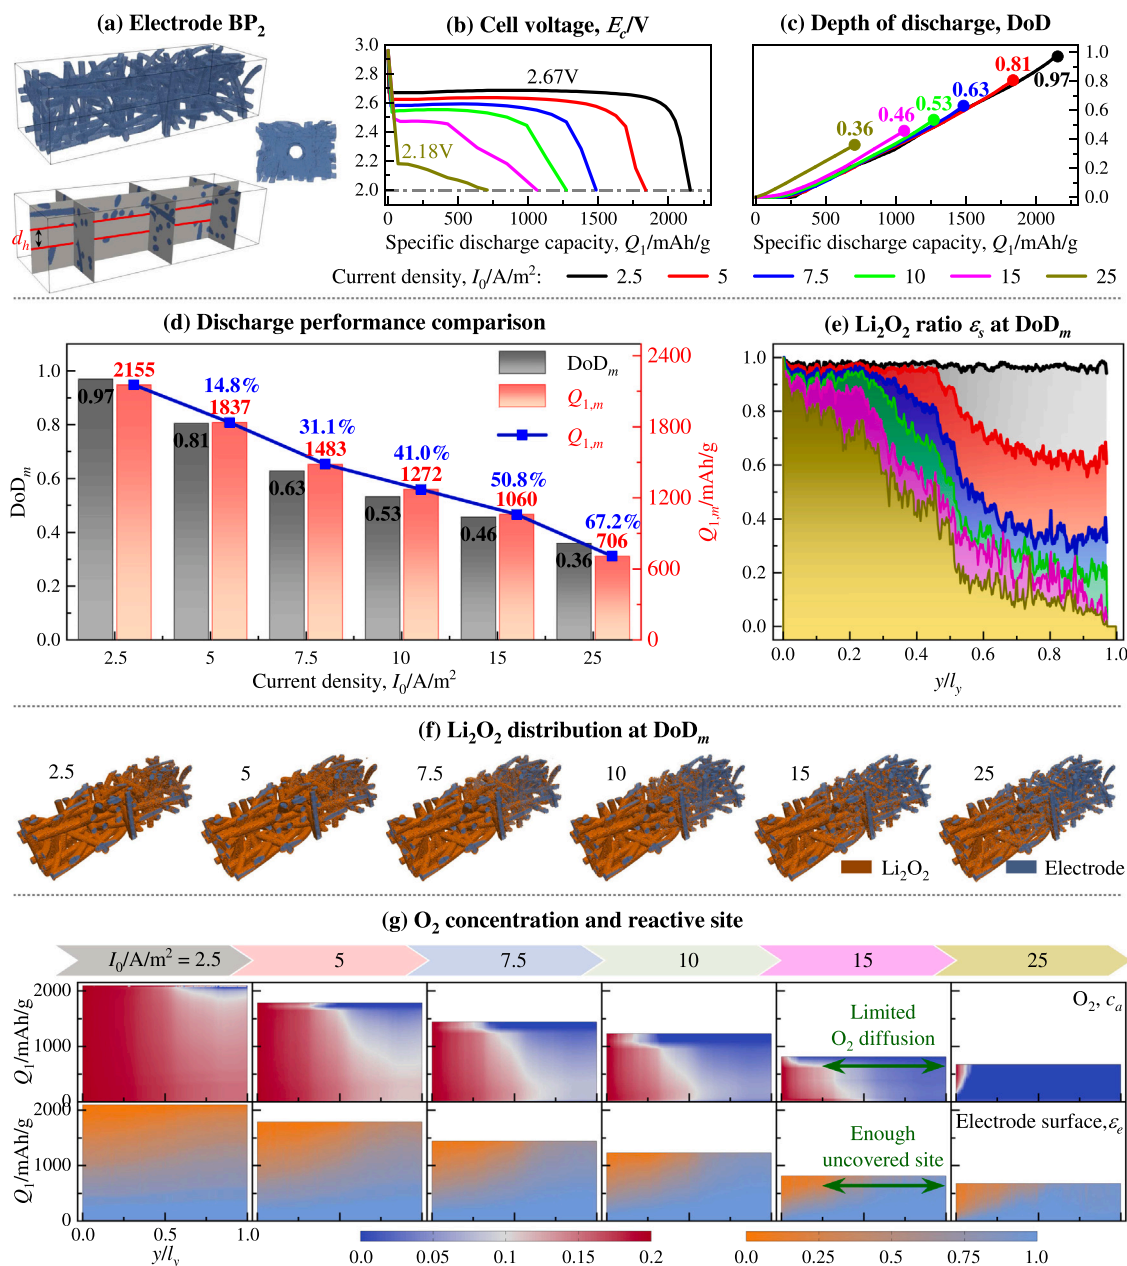 (a) Electrode BP₂
d_h
(b) Cell voltage, E_c/V
3.0
2.8
2.6
2.4
2.2
2.0
2.67V
2.18V
0
500
1000
1500
2000
Specific discharge capacity, Q₁/mAh/g
(c) Depth of discharge, DoD
0.36
0.46
0.53
0.63
0.81
0.97
1.0
0.8
0.6
0.4
0.2
0.0
0
500
1000
1500
2000
Specific discharge capacity, Q₁/mAh/g
Current density, I₀/A/m²: 2.5 5 7.5 10 15 25
(d) Discharge performance comparison
DoD_m
1.0
0.8
0.6
0.4
0.2
0.0
DoD_m
Q₁,m
Q₁,m
0.97
2155
0.81
14.8%
1837
0.63
31.1%
1483
0.53
41.0%
1272
0.46
50.8%
1060
0.36
67.2%
706
2400
1800
1200
600
0
Q₁,m/mAh/g
2.5 5 7.5 10 15 25
Current density, I₀/A/m²
(e) Li₂O₂ ratio ε_s at DoD_m
1.0
0.8
0.6
0.4
0.2
0.0
0.0 0.2 0.4 0.6 0.8 1.0
y/l_y
(f) Li₂O₂ distribution at DoD_m
2.5 5 7.5 10 15 25
Li₂O₂ Electrode
(g) O₂ concentration and reactive site
I₀/A/m² = 2.5 5 7.5 10 15 25
Q₁/mAh/g
2000
1000
0
Limited
O₂ diffusion
O₂, c_a
Q₁/mAh/g
2000
1000
0
Enough
uncovered site
Electrode surface,ε_e
0.0 0.5 1.0
y/l_y
0.0 0.05 0.1 0.15 0.2
0.0 0.25 0.5 0.75 1.0